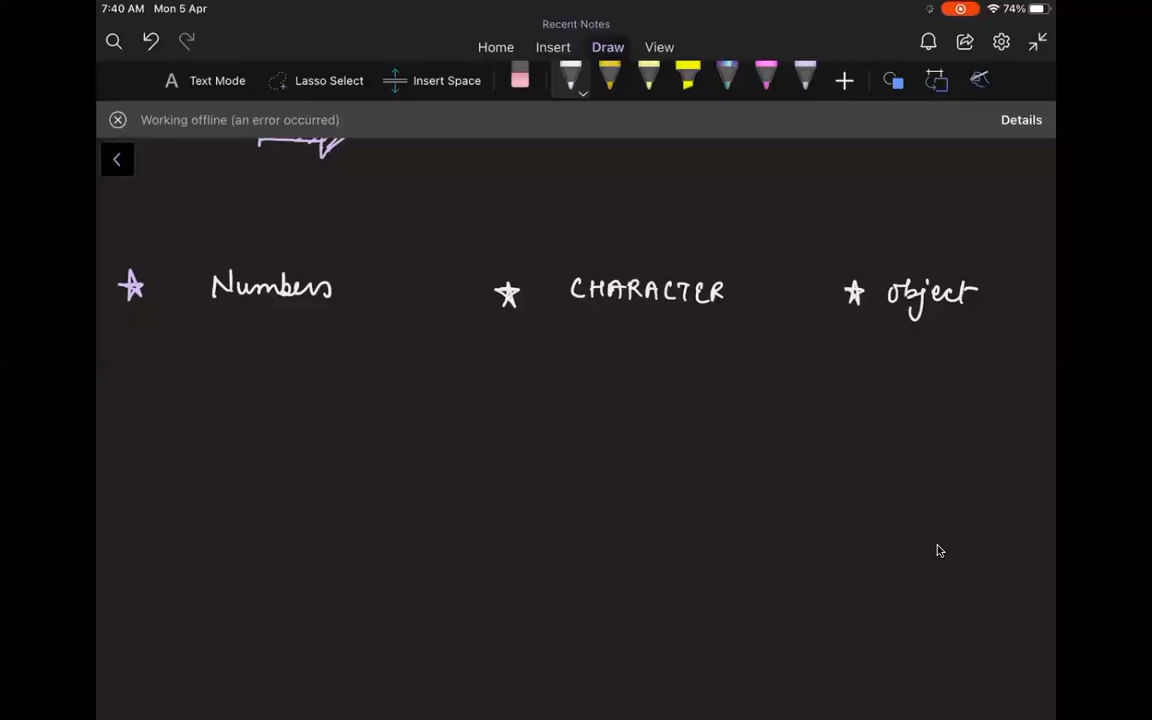 7:40 AM Mon 5 Apr
74%
Recent Notes
Home Insert Draw View
A Text Mode Lasso Select Insert Space
Working offline (an error occurred) Details
Numbers CHARACTER object